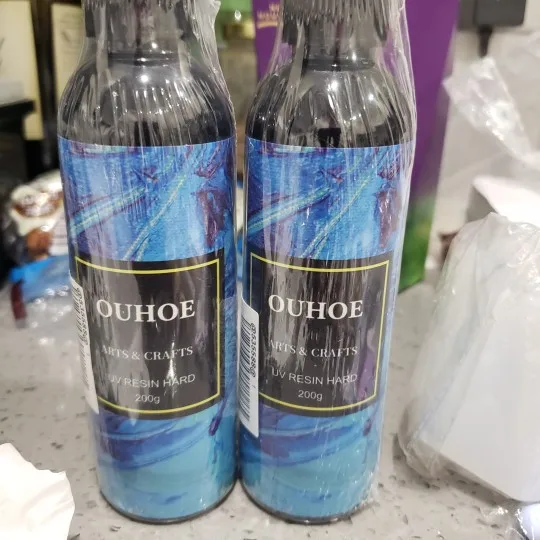 OUHOE
ARTS & CRAFTS
UV RESIN HARD
200g
OUHOE
ARTS & CRAFTS
UV RESIN HARD
200g